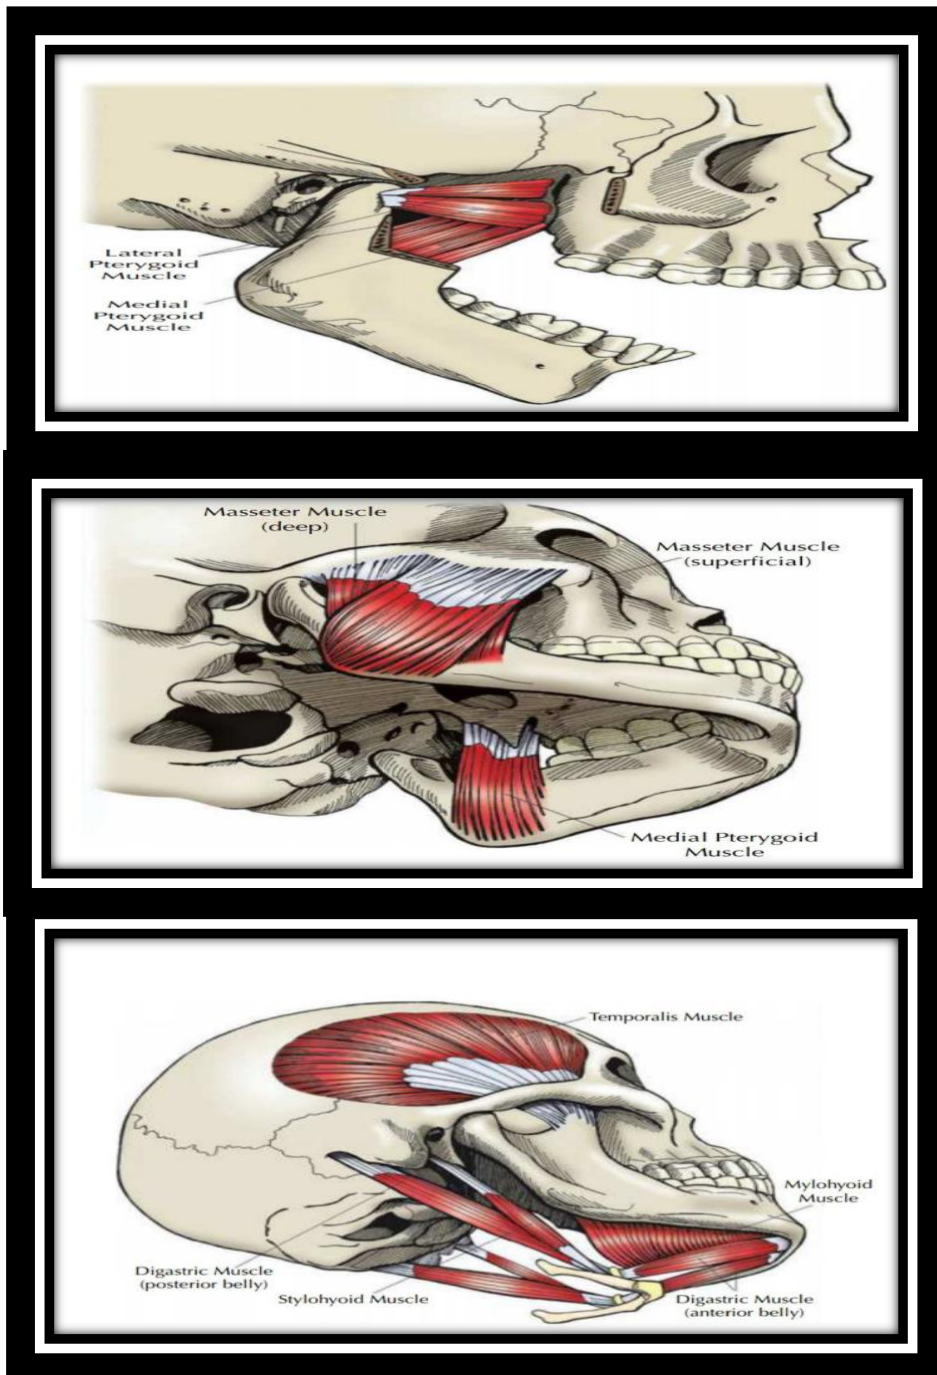 Lateral
Pterygoid
Muscle
Medial
Pterygoid
Muscle
Masseter Muscle
(deep)
Masseter Muscle
(superficial)
Medial Pterygoid
Muscle
Temporalis Muscle
Mylohyoid
Muscle
Digastric Muscle
(posterior belly)
Stylohyoid Muscle
Digastric Muscle
(anterior belly)